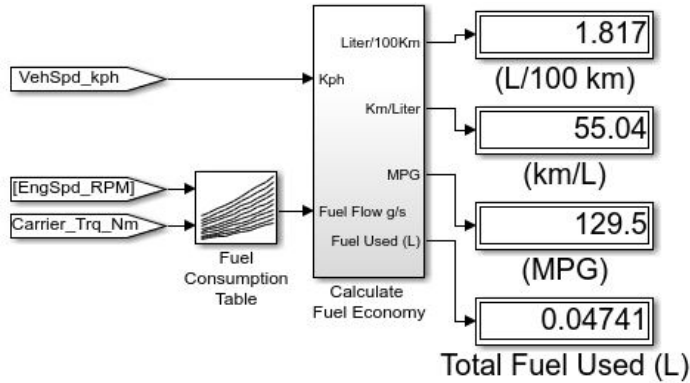 VehSpd_kph
[EngSpd_RPM]
Carrier_Trq_Nm
Fuel
Consumption
Table
Liter/100Km
Kph
Km/Liter
MPG
Fuel Flow g/s
Fuel Used (L)
Calculate
Fuel Economy
1.817
(L/100 km)
55.04
(km/L)
129.5
(MPG)
0.04741
Total Fuel Used (L)